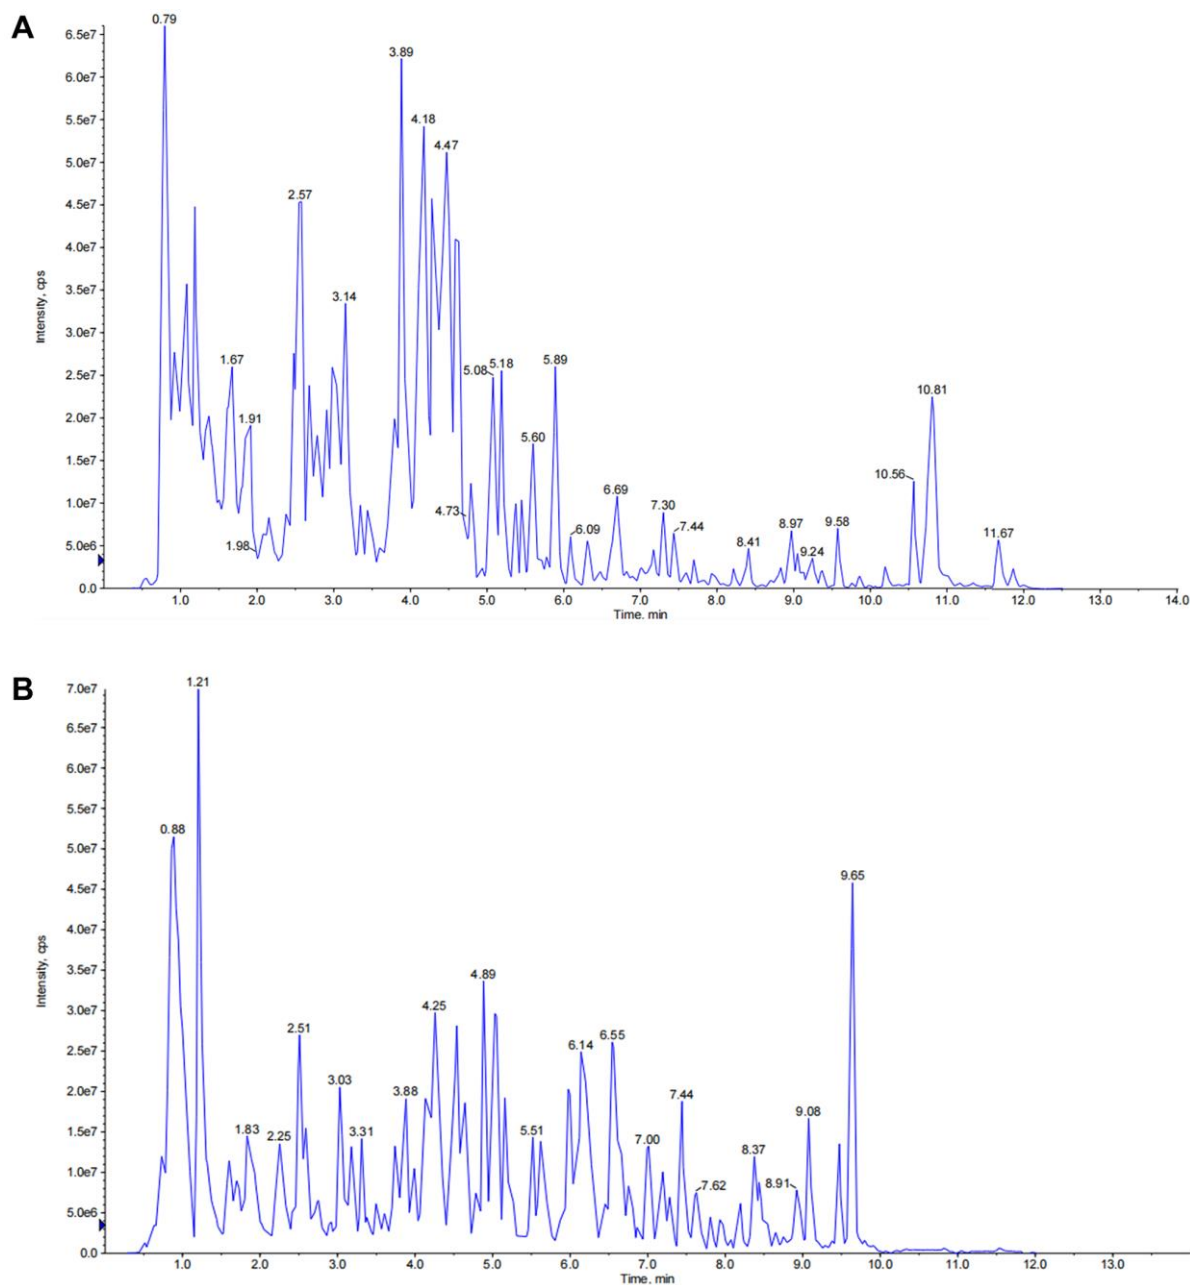 A
0.79
6.5e7
6.0e7
3.89
5.5e7
4.18
5.0e7
4.47
4.5e7
2.57
4.0e7
3.5e7
3.14
3.0e7
2.5e7
1.67
5.08
5.18
5.89
2.0e7
1.91
10.81
1.5e7
5.60
1.0e7
10.56
6.69
4.73
7.30
7.44
5.0e6
1.98
6.09
8.41
8.97
9.24
9.58
11.67
0.0
Intensity, cps
1.0 2.0 3.0 4.0 5.0 6.0 7.0 8.0 9.0 10.0 11.0 12.0 13.0 14.0
Time, min
B
7.0e7
1.21
6.5e7
6.0e7
5.5e7
0.88
5.0e7
4.5e7
9.65
4.0e7
3.5e7
4.89
3.0e7
4.25
2.5e7
2.51
6.14
6.55
2.0e7
3.03
3.88
7.44
1.5e7
1.83
2.25
3.31
5.51
7.00
9.08
1.0e7
8.37
8.91
7.62
5.0e6
0.0
Intensity, cps
1.0 2.0 3.0 4.0 5.0 6.0 7.0 8.0 9.0 10.0 11.0 12.0 13.0
Time, min